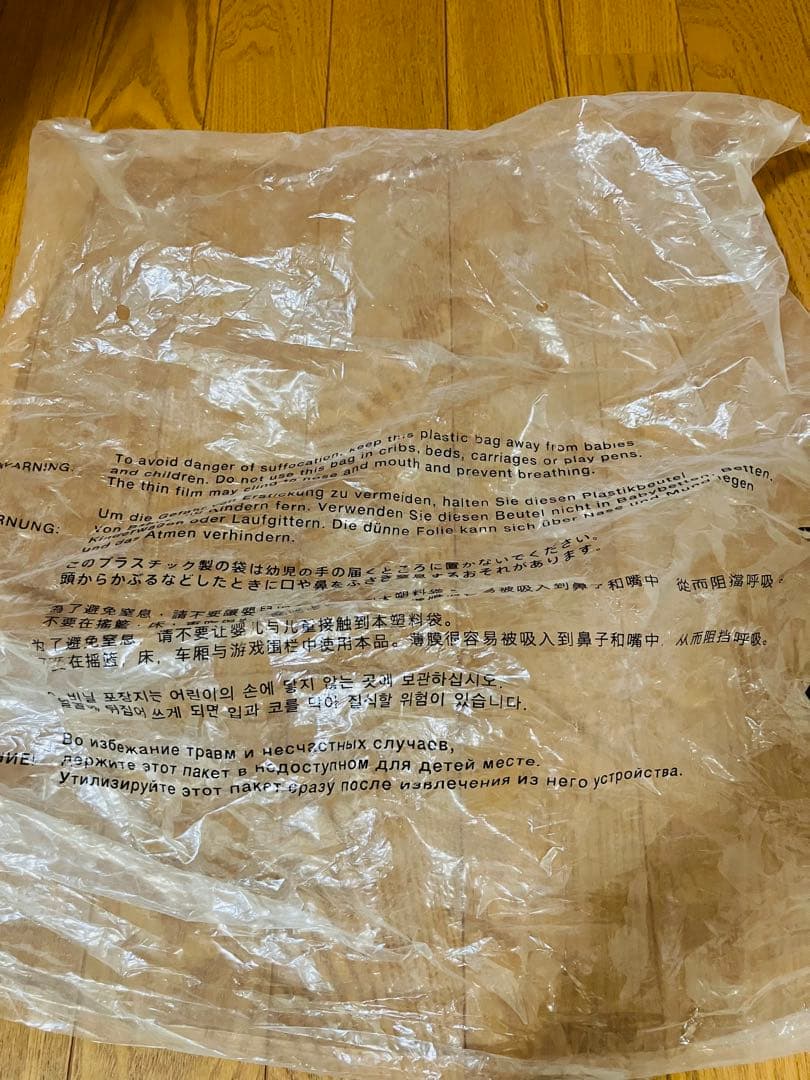 WARNING:
To avoid danger of suffocation, keep this plastic bag away from babies
and children. Do not use this bag in cribs, beds, carriages or play pens.
The thin film may cling to nose and mouth and prevent breathing.
RNUNG:
Um die Erstickung zu vermeiden, halten Sie diesen Plastikbeutel
von Kindern fern. Verwenden Sie diesen Beutel nicht in Babybetten, Betten,
Kinderwagen oder Laufgittern. Die dünne Folie kann sich über Nase und Mund legen
und das Atmen verhindern.
このプラスチック製の袋は幼児の手の届くところに置かないでください。
頭からかぶるなどしたときに口や鼻をふさぎ窒息するおそれがあります。
為了避免窒息，請不要讓嬰 塑料袋 易被吸入到鼻子和嘴中，從而阻擋呼吸。
不要在搖籃，床，
为了避免窒息，请不要让婴儿与儿童接触到本塑料袋。
在摇篮，床，车厢与游戏围栏中使用本品。薄膜很容易被吸入到鼻子和嘴中，从而阻挡呼吸。
비닐 포장지는 어린이의 손에 닿지 않는 곳에 보관하십시오.
뒤집어 쓰게 되면 입과 코를 막아 질식할 위험이 있습니다.
НИЕ!
Во избежание травм и несчастных случаев,
держите этот пакет в недоступном для детей месте.
Утилизируйте этот пакет сразу после извлечения из него устройства.